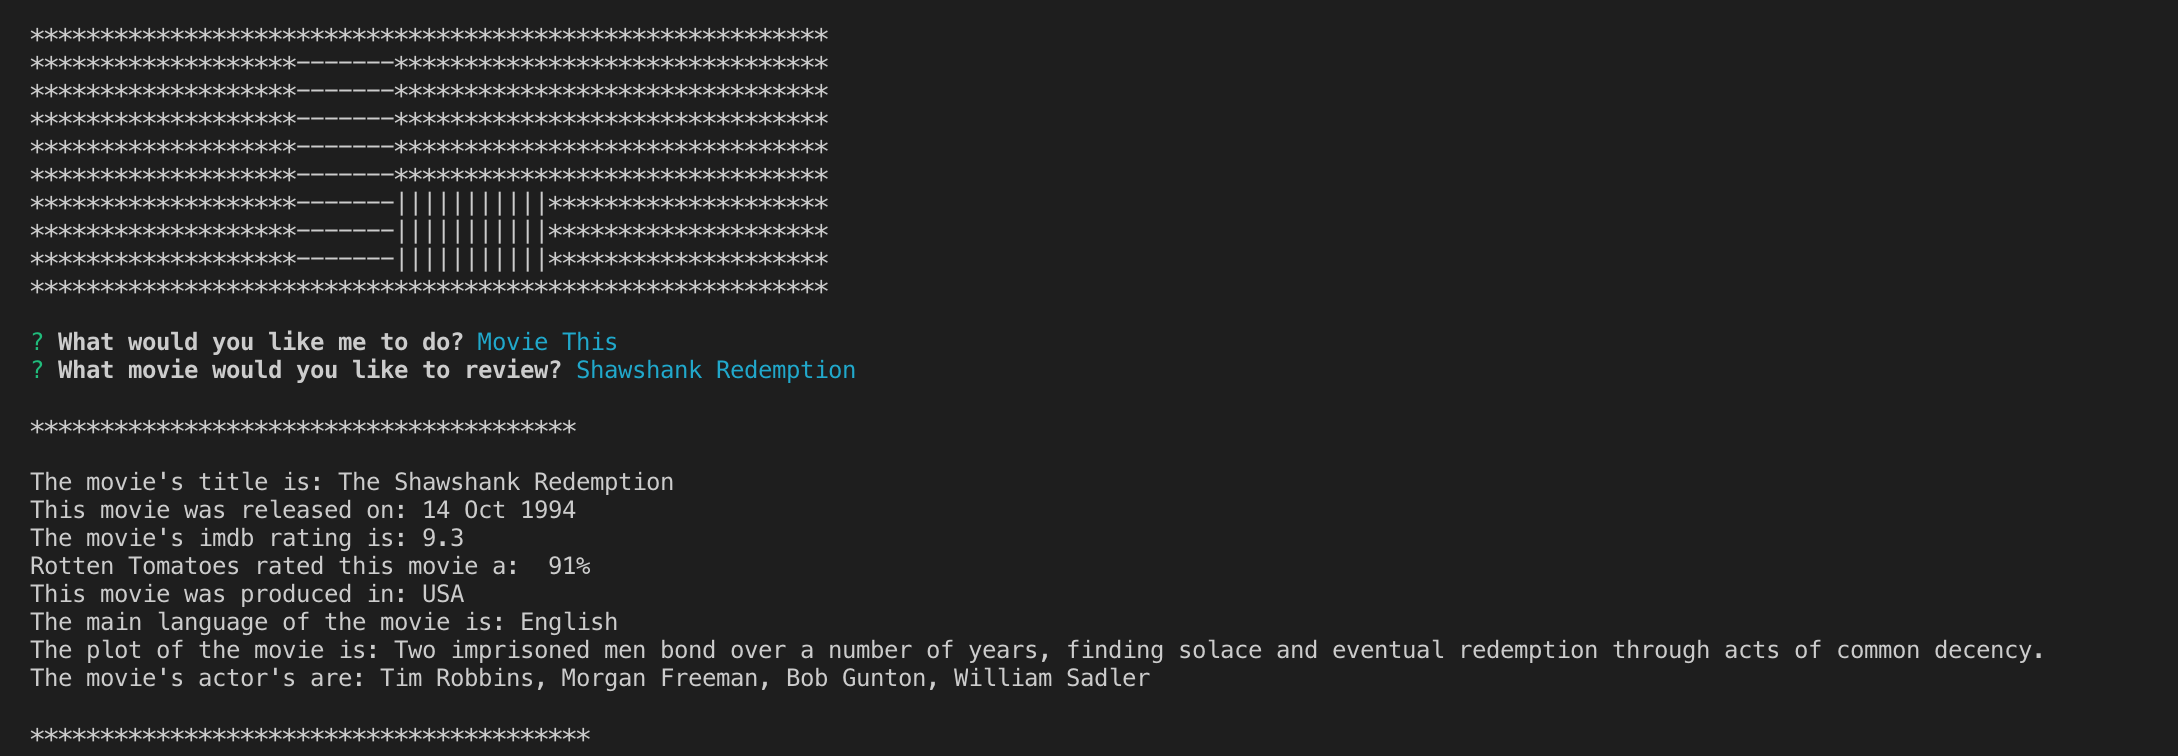 *********************************************************
*******************-------*******************************
*******************-------*******************************
*******************-------*******************************
*******************-------*******************************
*******************-------*******************************
*******************-------|||||||||||********************
*******************-------|||||||||||********************
*******************-------|||||||||||********************
*********************************************************
? What would you like me to do? Movie This
? What movie would you like to review? Shawshank Redemption
***************************************
The movie's title is: The Shawshank Redemption
This movie was released on: 14 Oct 1994
The movie's imdb rating is: 9.3
Rotten Tomatoes rated this movie a:  91%
This movie was produced in: USA
The main language of the movie is: English
The plot of the movie is: Two imprisoned men bond over a number of years, finding solace and eventual redemption through acts of common decency.
The movie's actor's are: Tim Robbins, Morgan Freeman, Bob Gunton, William Sadler
****************************************